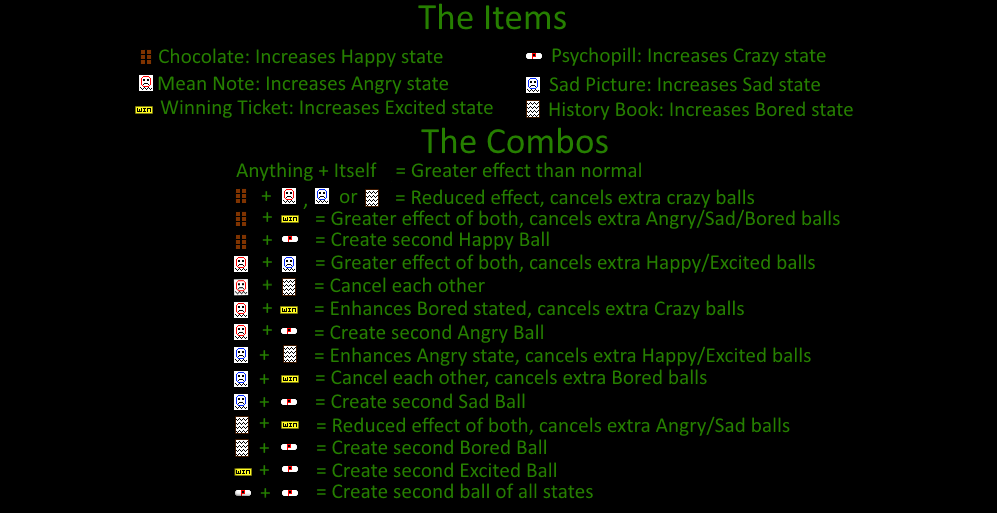 The Items
Chocolate: Increases Happy state
Psychopill: Increases Crazy state
Mean Note: Increases Angry state
Sad Picture: Increases Sad state
WIN Winning Ticket: Increases Excited state
History Book: Increases Bored state
The Combos
Anything + Itself = Greater effect than normal
+ , or = Reduced effect, cancels extra crazy balls
+ WIN = Greater effect of both, cancels extra Angry/Sad/Bored balls
+ = Create second Happy Ball
+ = Greater effect of both, cancels extra Happy/Excited balls
+ = Cancel each other
+ WIN = Enhances Bored stated, cancels extra Crazy balls
+ = Create second Angry Ball
+ = Enhances Angry state, cancels extra Happy/Excited balls
+ WIN = Cancel each other, cancels extra Bored balls
+ = Create second Sad Ball
+ WIN = Reduced effect of both, cancels extra Angry/Sad balls
+ = Create second Bored Ball
WIN + = Create second Excited Ball
+ = Create second ball of all states